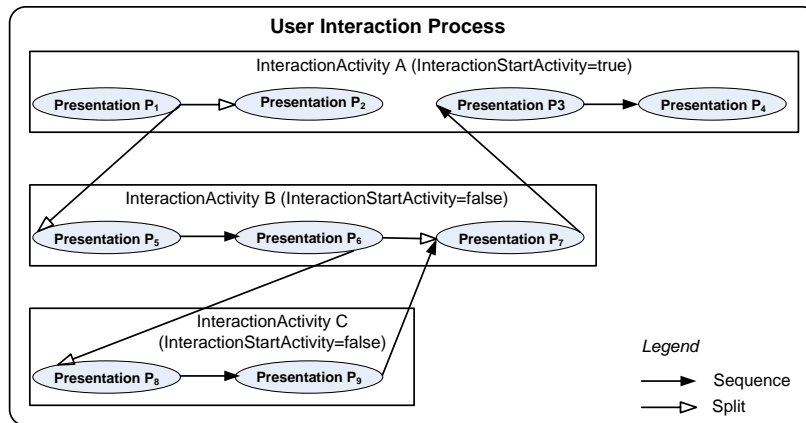 User Interaction Process
InteractionActivity A (InteractionStartActivity=true)
Presentation P1
Presentation P2
Presentation P3
Presentation P4
InteractionActivity B (InteractionStartActivity=false)
Presentation P5
Presentation P6
Presentation P7
InteractionActivity C
(InteractionStartActivity=false)
Presentation P8
Presentation P9
Legend
Sequence
Split